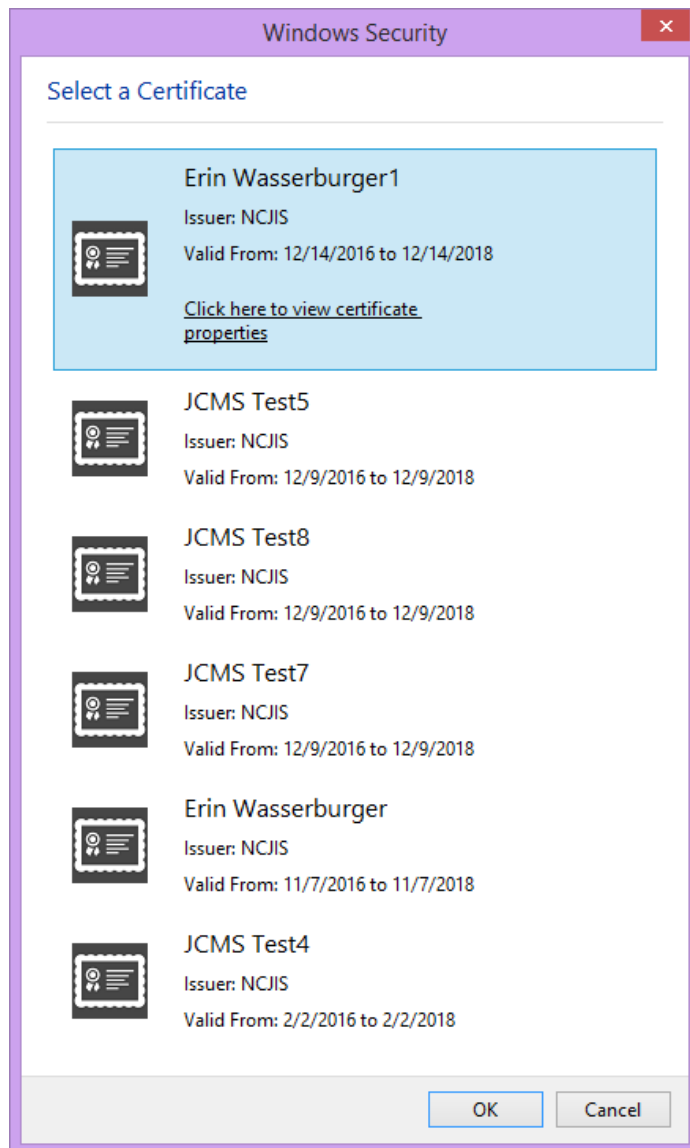 Windows Security
Select a Certificate
Erin Wasserburger1
Issuer: NCJIS
Valid From: 12/14/2016 to 12/14/2018
Click here to view certificate
properties
JCMS Test5
Issuer: NCJIS
Valid From: 12/9/2016 to 12/9/2018
JCMS Test8
Issuer: NCJIS
Valid From: 12/9/2016 to 12/9/2018
JCMS Test7
Issuer: NCJIS
Valid From: 12/9/2016 to 12/9/2018
Erin Wasserburger
Issuer: NCJIS
Valid From: 11/7/2016 to 11/7/2018
JCMS Test4
Issuer: NCJIS
Valid From: 2/2/2016 to 2/2/2018
OK Cancel